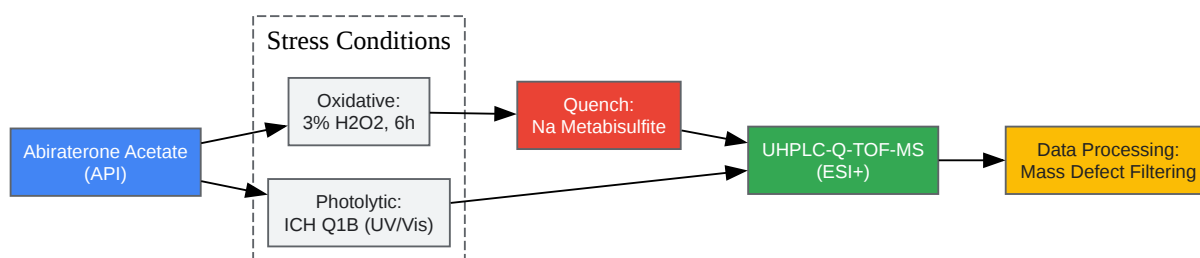 Stress Conditions
Abiraterone Acetate
(API)
Oxidative:
3% H2O2, 6h
Photolytic:
ICH Q1B (UV/Vis)
Quench:
Na Metabisulfite
UHPLC-Q-TOF-MS
(ESI+)
Data Processing:
Mass Defect Filtering